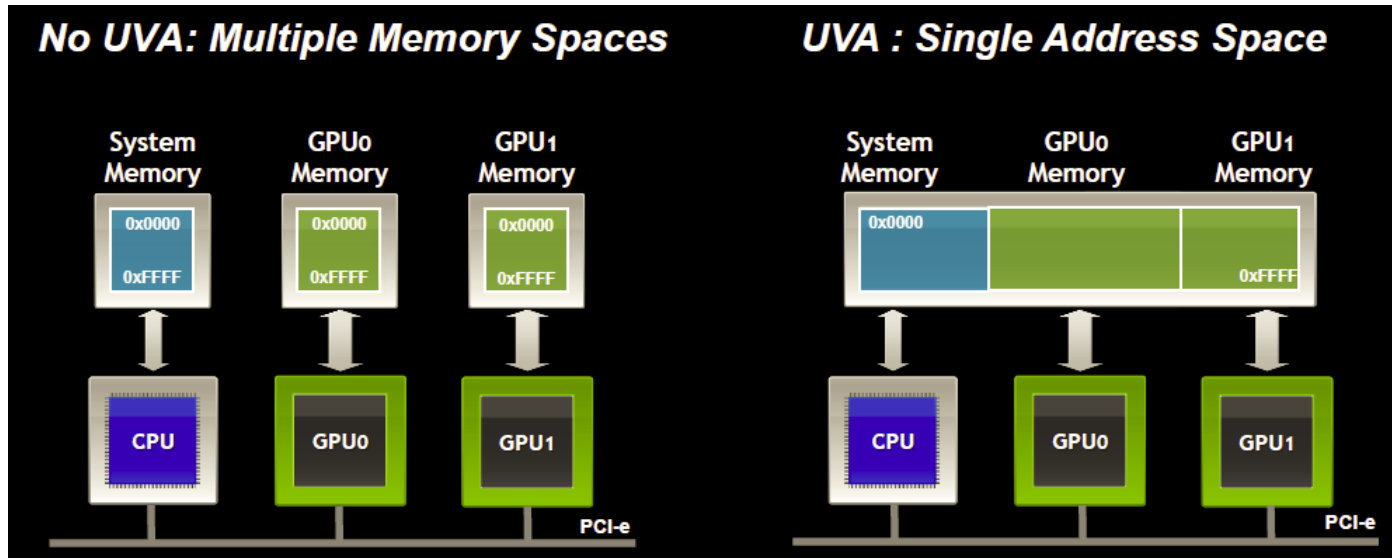 No UVA: Multiple Memory Spaces
System
Memory
GPU0
Memory
GPU1
Memory
0x0000
0xFFFF
0x0000
0xFFFF
0x0000
0xFFFF
CPU
GPU0
GPU1
PCI-e
UVA : Single Address Space
System
Memory
GPU0
Memory
GPU1
Memory
0x0000
0xFFFF
CPU
GPU0
GPU1
PCI-e